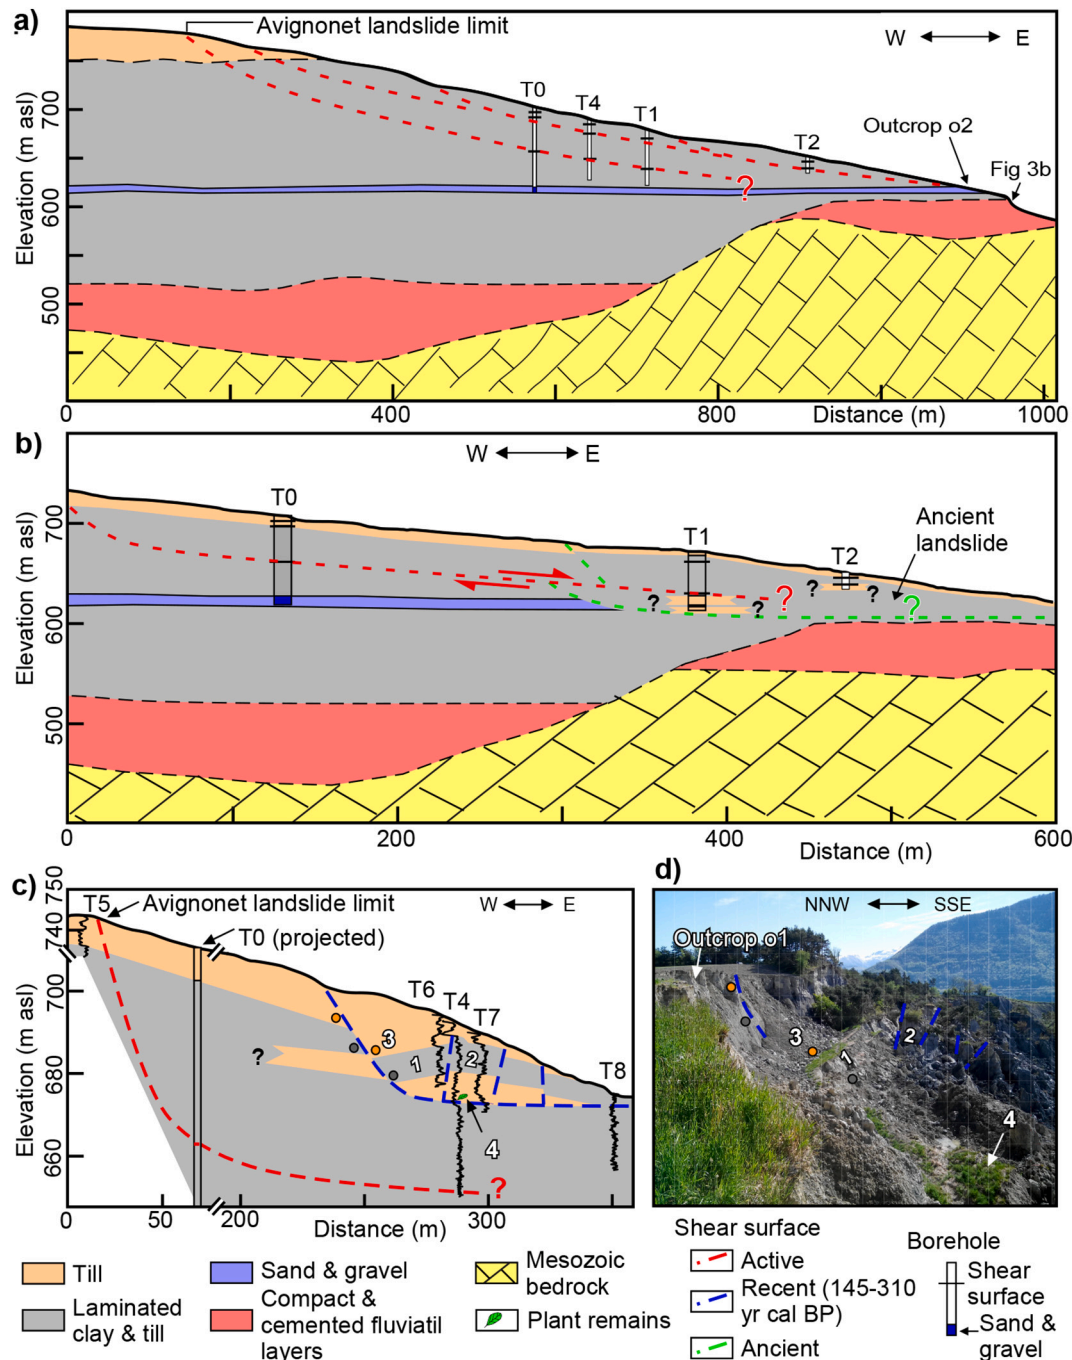 a)
Avignonet landslide limit
W E
T0
T4
T1
T2
Outcrop o2
Fig 3b
?
Elevation (m asl)
700
600
500
0
400
800
Distance (m)
1000
b)
W E
T0
T1
T2
Ancient
landslide
?
?
?
?
?
?
Elevation (m asl)
700
600
500
0
200
400
600
Distance (m)
c)
Avignonet landslide limit
W E
T5
T0 (projected)
T6
T4
T7
T8
3
1
2
4
?
?
Elevation (m asl)
750
740
700
680
660
0
50
200
300
Distance (m)
d)
NNW SSE
Outcrop o1
3
1
2
4
Till
Laminated
clay & till
Sand & gravel
Compact &
cemented fluviatil
layers
Mesozoic
bedrock
Plant remains
Shear surface
Active
Recent (145-310
yr cal BP)
Ancient
Borehole
Shear
surface
Sand &
gravel